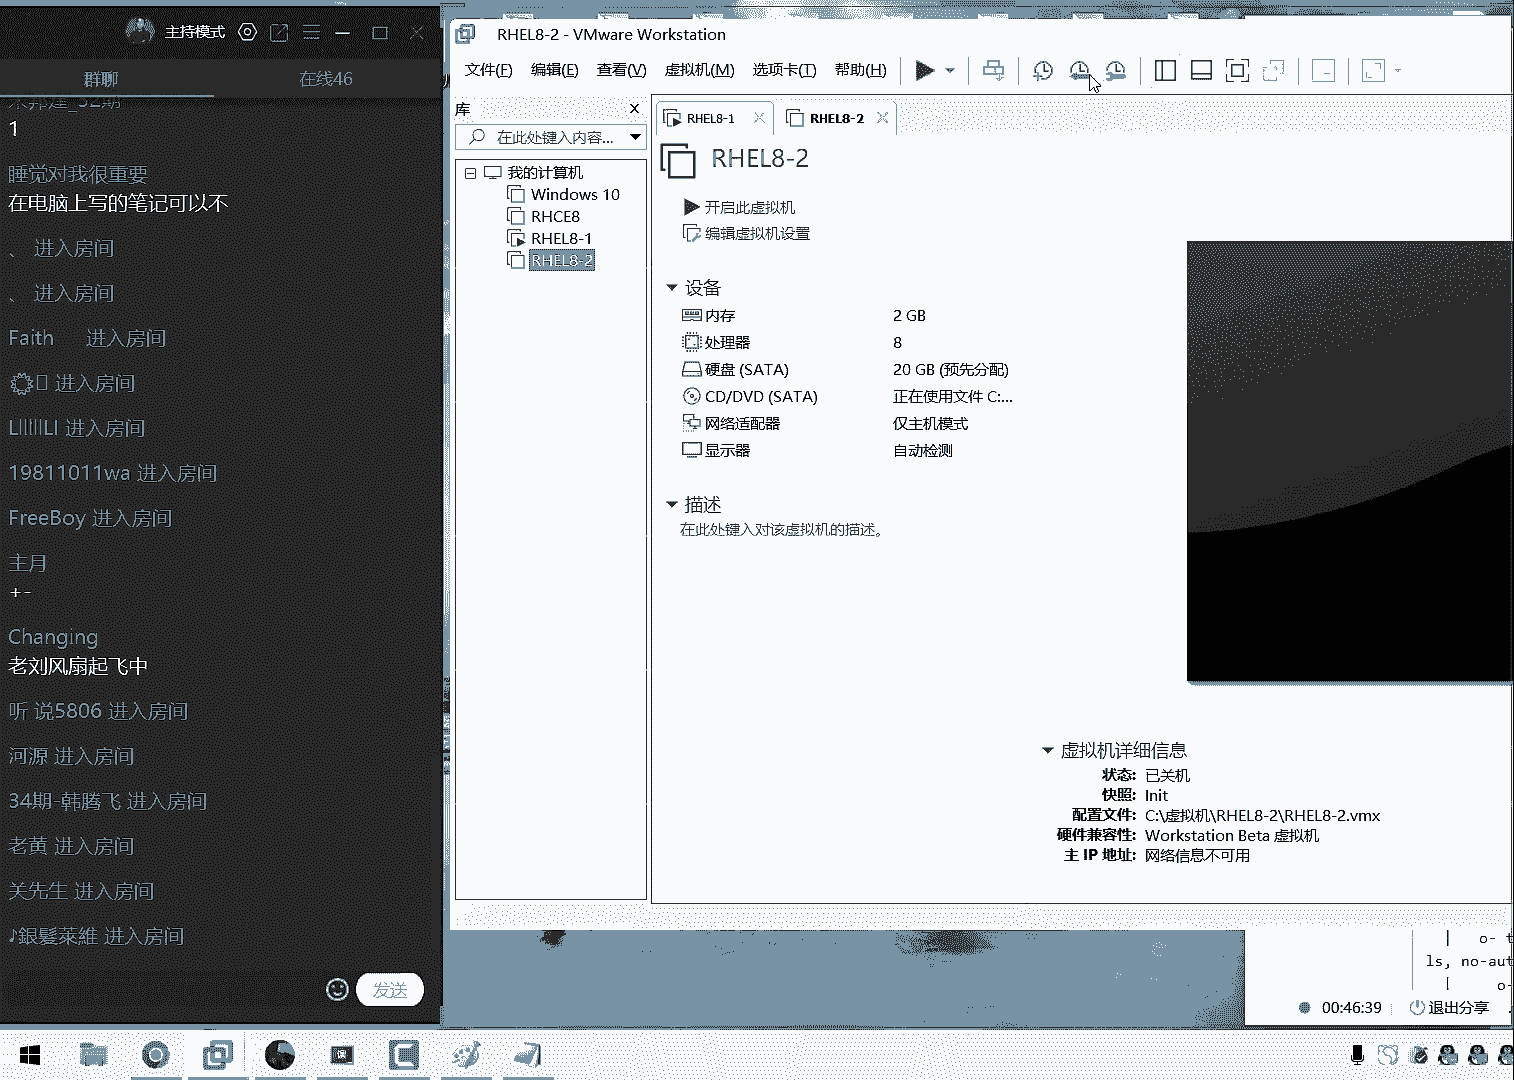 主持模式
群聊
在线46
1
睡觉对我很重要
在电脑上写的笔记可以不
、 进入房间
、 进入房间
Faith 进入房间
进入房间
LIIIIILI 进入房间
19811011wa 进入房间
FreeBoy 进入房间
主月
+-
Changing
老刘风扇起飞中
听 说5806 进入房间
河源 进入房间
34期-韩腾飞 进入房间
老黄 进入房间
关先生 进入房间
♪銀髮萊維 进入房间
发送
RHEL8-2 - VMware Workstation
文件(F) 编辑(E) 查看(V) 虚拟机(M) 选项卡(T) 帮助(H)
库
在此处键入内容...
我的计算机
Windows 10
RHCE8
RHEL8-1
RHEL8-2
RHEL8-1
RHEL8-2
RHEL8-2
开启此虚拟机
编辑虚拟机设置
设备
内存 2 GB
处理器 8
硬盘 (SATA) 20 GB (预先分配)
CD/DVD (SATA) 正在使用文件 C:...
网络适配器 仅主机模式
显示器 自动检测
描述
在此处键入对该虚拟机的描述。
虚拟机详细信息
状态: 已关机
快照: Init
配置文件: C:\虚拟机\RHEL8-2\RHEL8-2.vmx
硬件兼容性: Workstation Beta 虚拟机
主 IP 地址: 网络信息不可用
| o- t
ls, no-aut
[ o-
00:46:39
退出分享